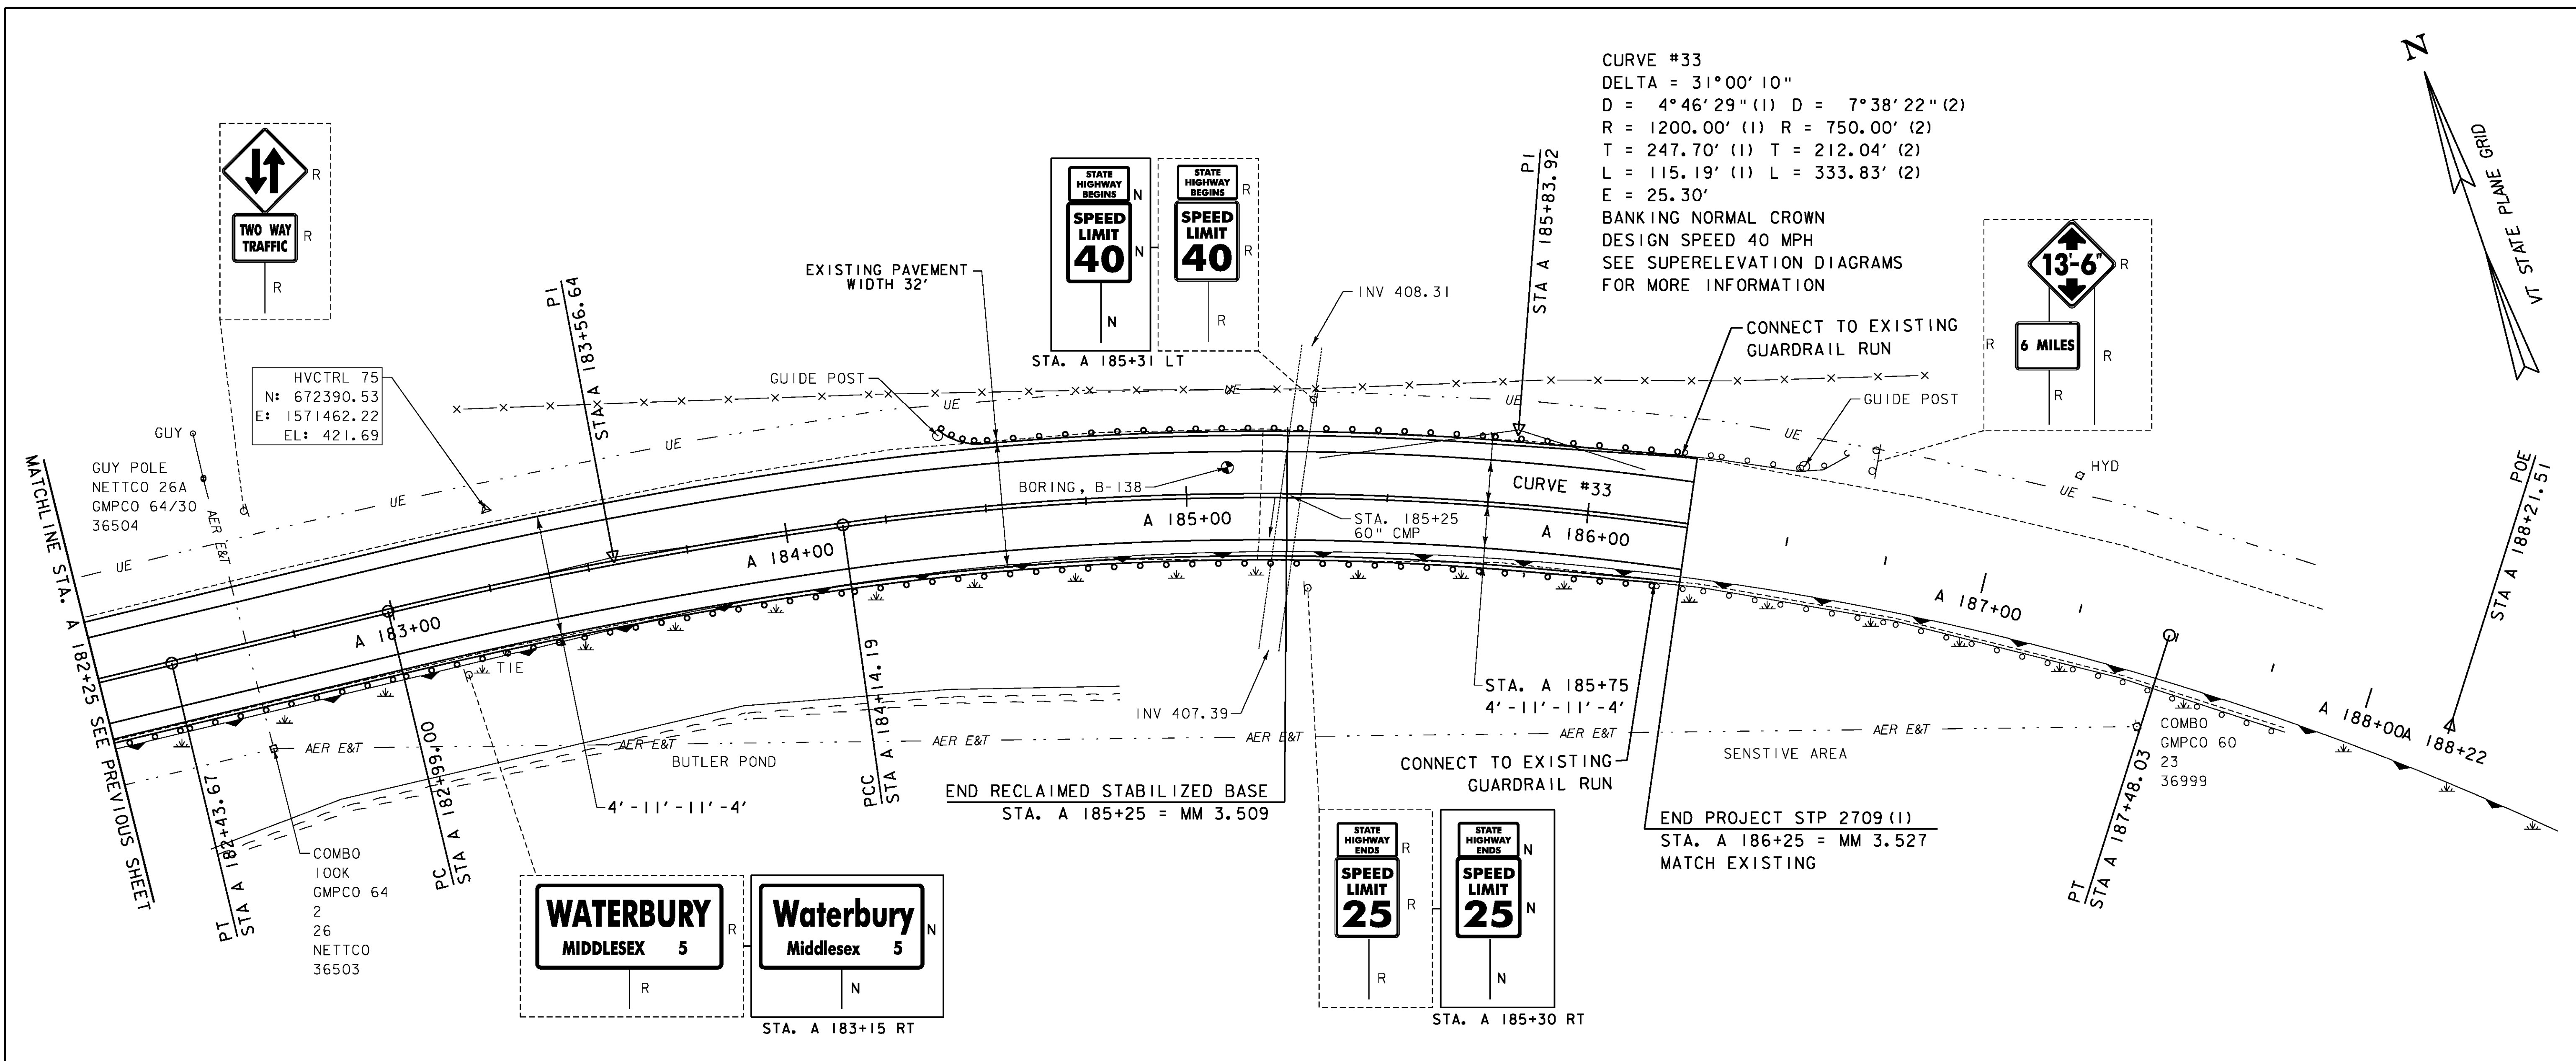 CURVE #33
DELTA = 31°00'10"
D = 4°46'29"(1) D = 7°38'22"(2)
R = 1200.00' (1) R = 750.00' (2)
T = 247.70' (1) T = 212.04' (2)
L = 115.19' (1) L = 333.83' (2)
E = 25.30'
BANKING NORMAL CROWN
DESIGN SPEED 40 MPH
SEE SUPERELEVATION DIAGRAMS
FOR MORE INFORMATION
N
VT STATE PLANE GRID
R
TWO WAY
TRAFFIC
R
R
STATE
HIGHWAY
BEGINS
N
SPEED
LIMIT
40
N
N
STA. A 185+31 LT
STATE
HIGHWAY
BEGINS
R
SPEED
LIMIT
40
R
R
13'-6"
R
R
6 MILES
R
R
PI
STA A 183+56.64
EXISTING PAVEMENT
WIDTH 32'
INV 408.31
PI
STA A 185+83.92
CONNECT TO EXISTING
GUARDRAIL RUN
HVCTRL 75
N: 672390.53
E: 1571462.22
EL: 421.69
GUIDE POST
GUIDE POST
GUY
GUY POLE
NETTCO 26A
GMPCO 64/30
36504
AER E&T
UE
UE
UE
UE
UE
UE
UE
HYD
MATCHLINE STA. A 182+25 SEE PREVIOUS SHEET
BORING, B-138
CURVE #33
STA. 185+25
60" CMP
A 183+00
A 184+00
A 185+00
A 186+00
A 187+00
A 188+00
A 188+22
POE
STA A 188+21.51
TIE
PT
STA A 182+43.67
PC
STA A 182+99.00
PCC
STA A 184+14.19
INV 407.39
STA. A 185+75
4'-11'-11'-4'
4'-11'-11'-4'
AER E&T
AER E&T
AER E&T
AER E&T
AER E&T
AER E&T
BUTLER POND
SENSTIVE AREA
END RECLAIMED STABILIZED BASE
STA. A 185+25 = MM 3.509
CONNECT TO EXISTING
GUARDRAIL RUN
END PROJECT STP 2709(1)
STA. A 186+25 = MM 3.527
MATCH EXISTING
PT
STA A 187+48.03
COMBO
GMPCO 60
23
36999
COMBO
100K
GMPCO 64
2
26
NETTCO
36503
WATERBURY
MIDDLESEX 5
R
R
Waterbury
Middlesex 5
N
N
STA. A 183+15 RT
STATE
HIGHWAY
ENDS
R
SPEED
LIMIT
25
R
R
STATE
HIGHWAY
ENDS
N
SPEED
LIMIT
25
N
N
STA. A 185+30 RT